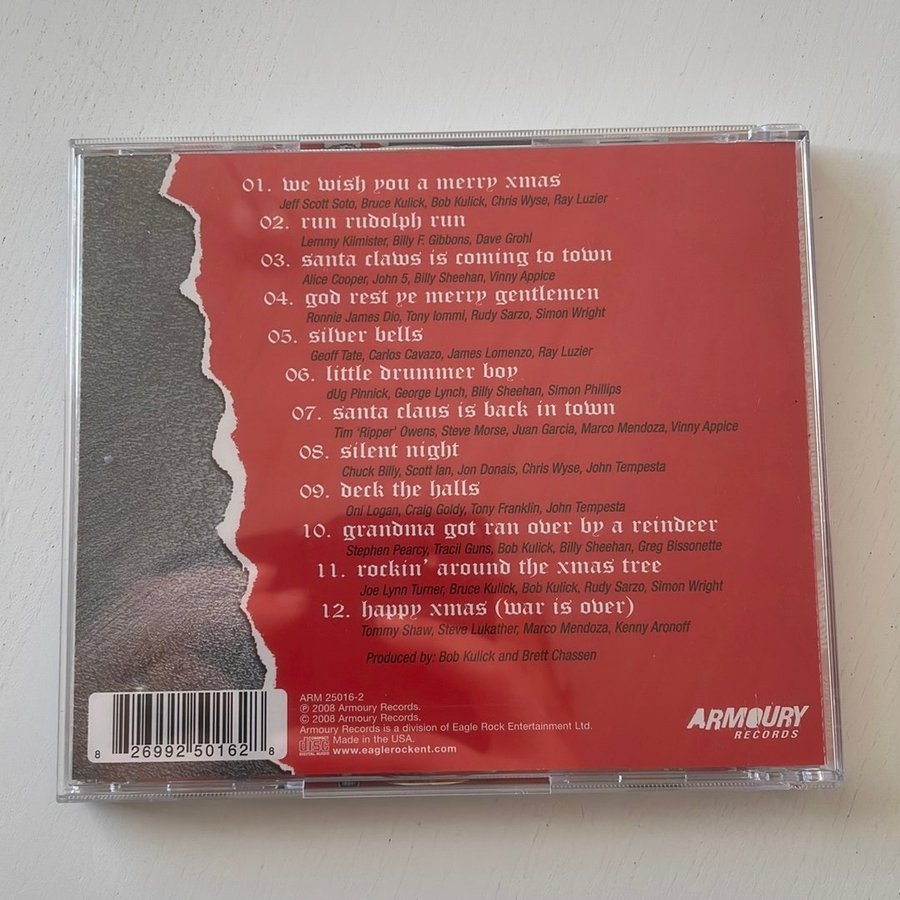 01. we wish you a merry xmas
Jeff Scott Soto, Bruce Kulick, Bob Kulick, Chris Wyse, Ray Luzier
02. run rudolph run
Lemmy Kilmister, Billy F. Gibbons, Dave Grohl
03. santa claws is coming to town
Alice Cooper, John 5, Billy Sheehan, Vinny Appice
04. god rest ye merry gentlemen
Ronnie James Dio, Tony Iommi, Rudy Sarzo, Simon Wright
05. silver bells
Geoff Tate, Carlos Cavazo, James Lomenzo, Ray Luzier
06. little drummer boy
dUg Pinnick, George Lynch, Billy Sheehan, Simon Phillips
07. santa claus is back in town
Tim 'Ripper' Owens, Steve Morse, Juan Garcia, Marco Mendoza, Vinny Appice
08. silent night
Chuck Billy, Scott Ian, Jon Donais, Chris Wyse, John Tempesta
09. deck the halls
Oni Logan, Craig Goldy, Tony Franklin, John Tempesta
10. grandma got ran over by a reindeer
Stephen Pearcy, Tracii Guns, Bob Kulick, Billy Sheehan, Greg Bissonette
11. rockin' around the xmas tree
Joe Lynn Turner, Bruce Kulick, Bob Kulick, Rudy Sarzo, Simon Wright
12. happy xmas (war is over)
Tommy Shaw, Steve Lukather, Marco Mendoza, Kenny Aronoff
Produced by: Bob Kulick and Brett Chassen
ARM 25016-2
℗ 2008 Armoury Records.
© 2008 Armoury Records.
Armoury Records is a division of Eagle Rock Entertainment Ltd.
Made in the USA.
www.eaglerockent.com
COMPACT
disc
DIGITAL AUDIO
8 26992 50162 8
ARMOURY
RECORDS